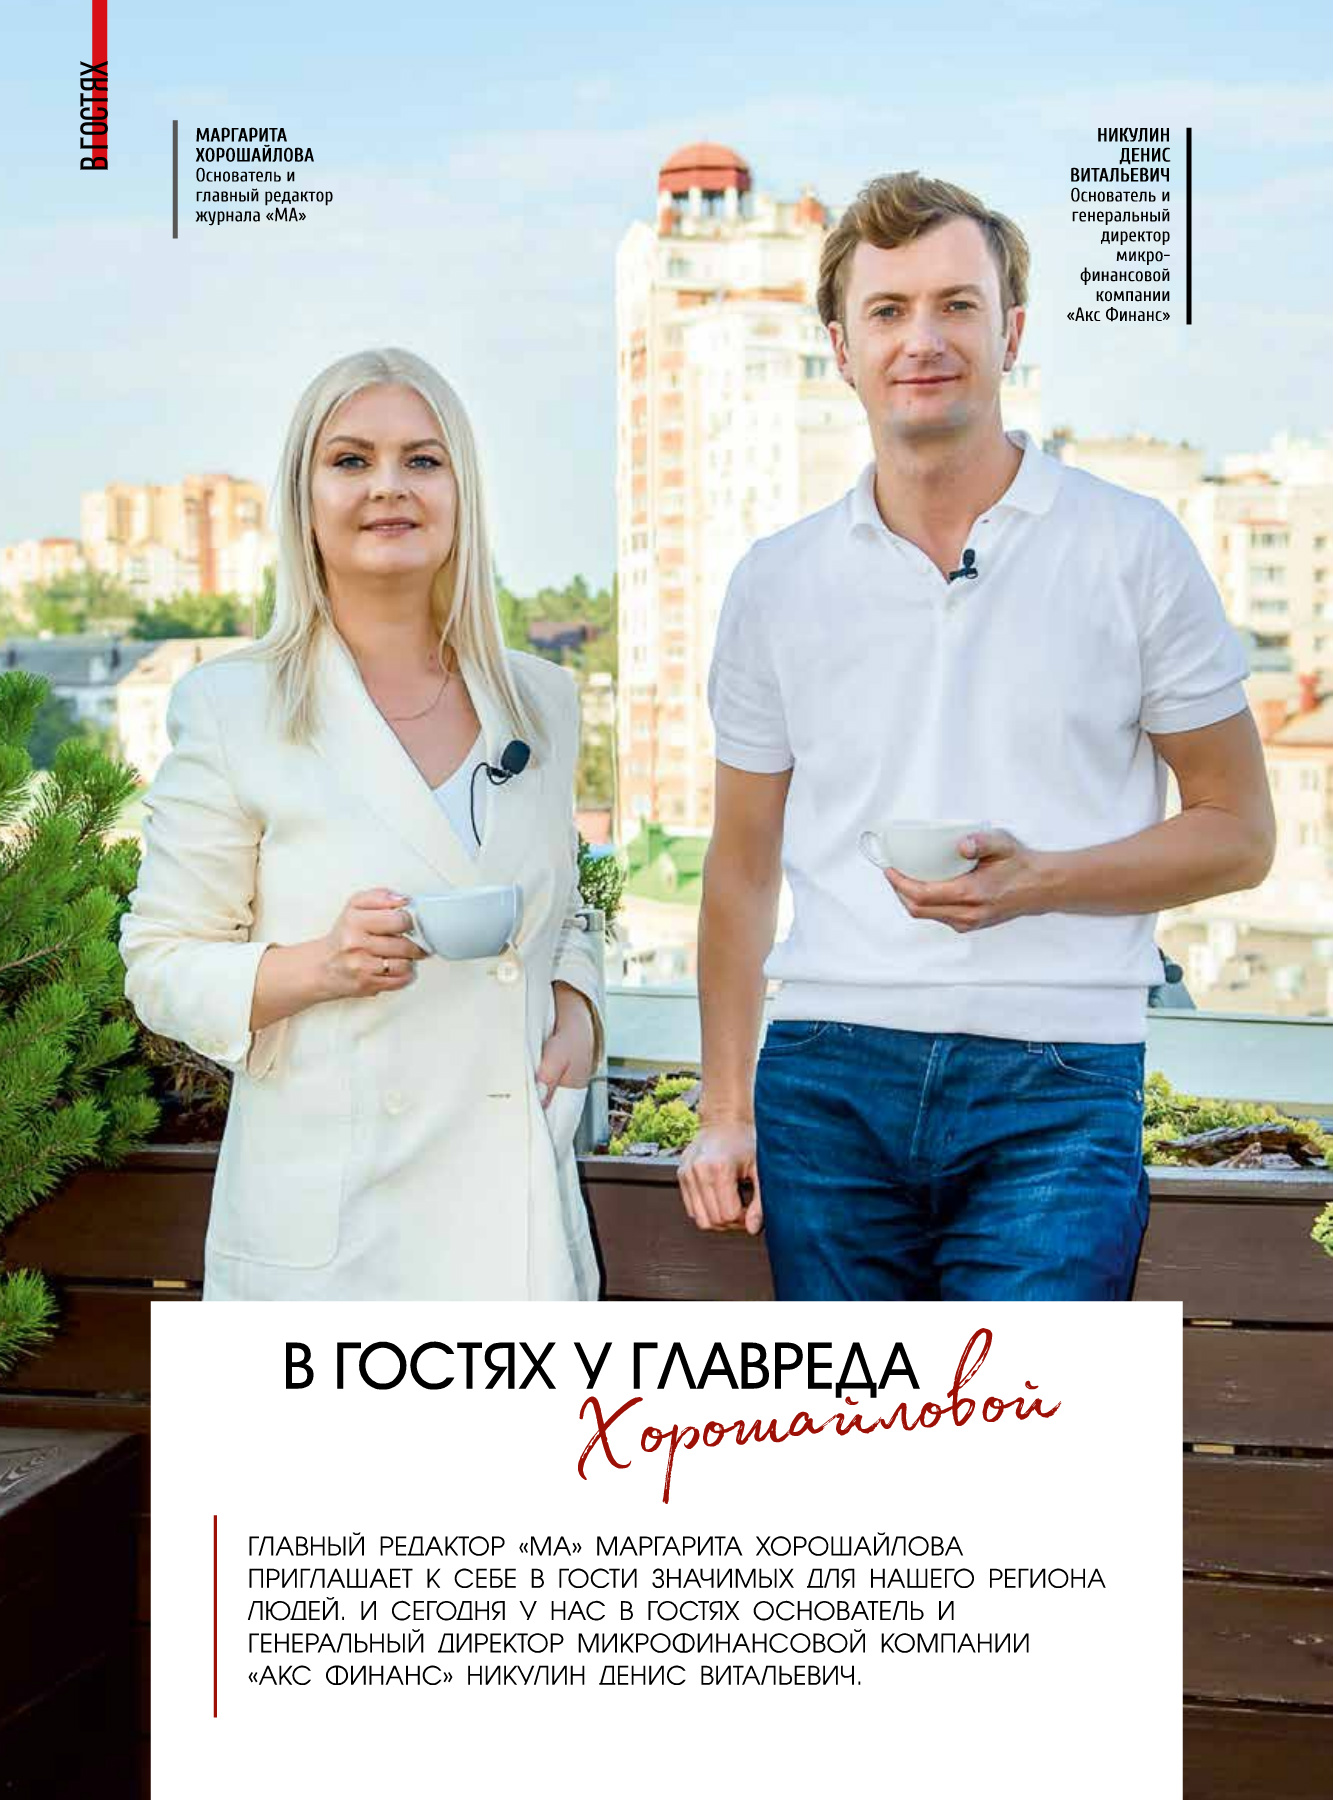 В ГОСТЯХ
МАРГАРИТА
ХОРОШАЙЛОВА
Основатель и
главный редактор
журнала «МА»
НИКУЛИН
ДЕНИС
ВИТАЛЬЕВИЧ
Основатель и
генеральный
директор
микро-
финансовой
компании
«Акс Финанс»
В ГОСТЯХ У ГЛАВРЕДА
Хорошайловой
ГЛАВНЫЙ РЕДАКТОР «МА» МАРГАРИТА ХОРОШАЙЛОВА
ПРИГЛАШАЕТ К СЕБЕ В ГОСТИ ЗНАЧИМЫХ ДЛЯ НАШЕГО РЕГИОНА
ЛЮДЕЙ. И СЕГОДНЯ У НАС В ГОСТЯХ ОСНОВАТЕЛЬ И
ГЕНЕРАЛЬНЫЙ ДИРЕКТОР МИКРОФИНАНСОВОЙ КОМПАНИИ
«АКС ФИНАНС» НИКУЛИН ДЕНИС ВИТАЛЬЕВИЧ.